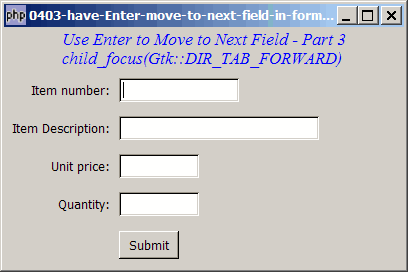 php 0403-have-Enter-move-to-next-field-in-form...
Use Enter to Move to Next Field - Part 3
child_focus(Gtk::DIR_TAB_FORWARD)
Item number:
Item Description:
Unit price:
Quantity:
Submit